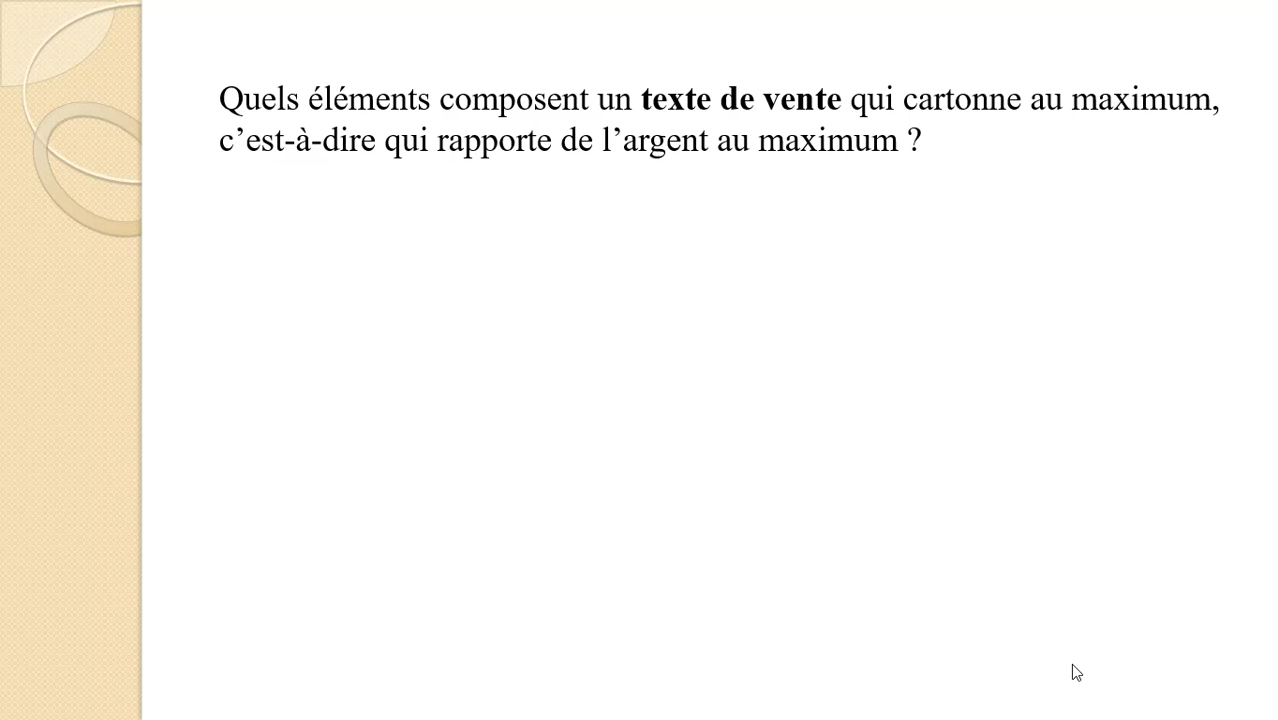 Quels éléments composent un texte de vente qui cartonne au maximum,
c’est-à-dire qui rapporte de l’argent au maximum ?